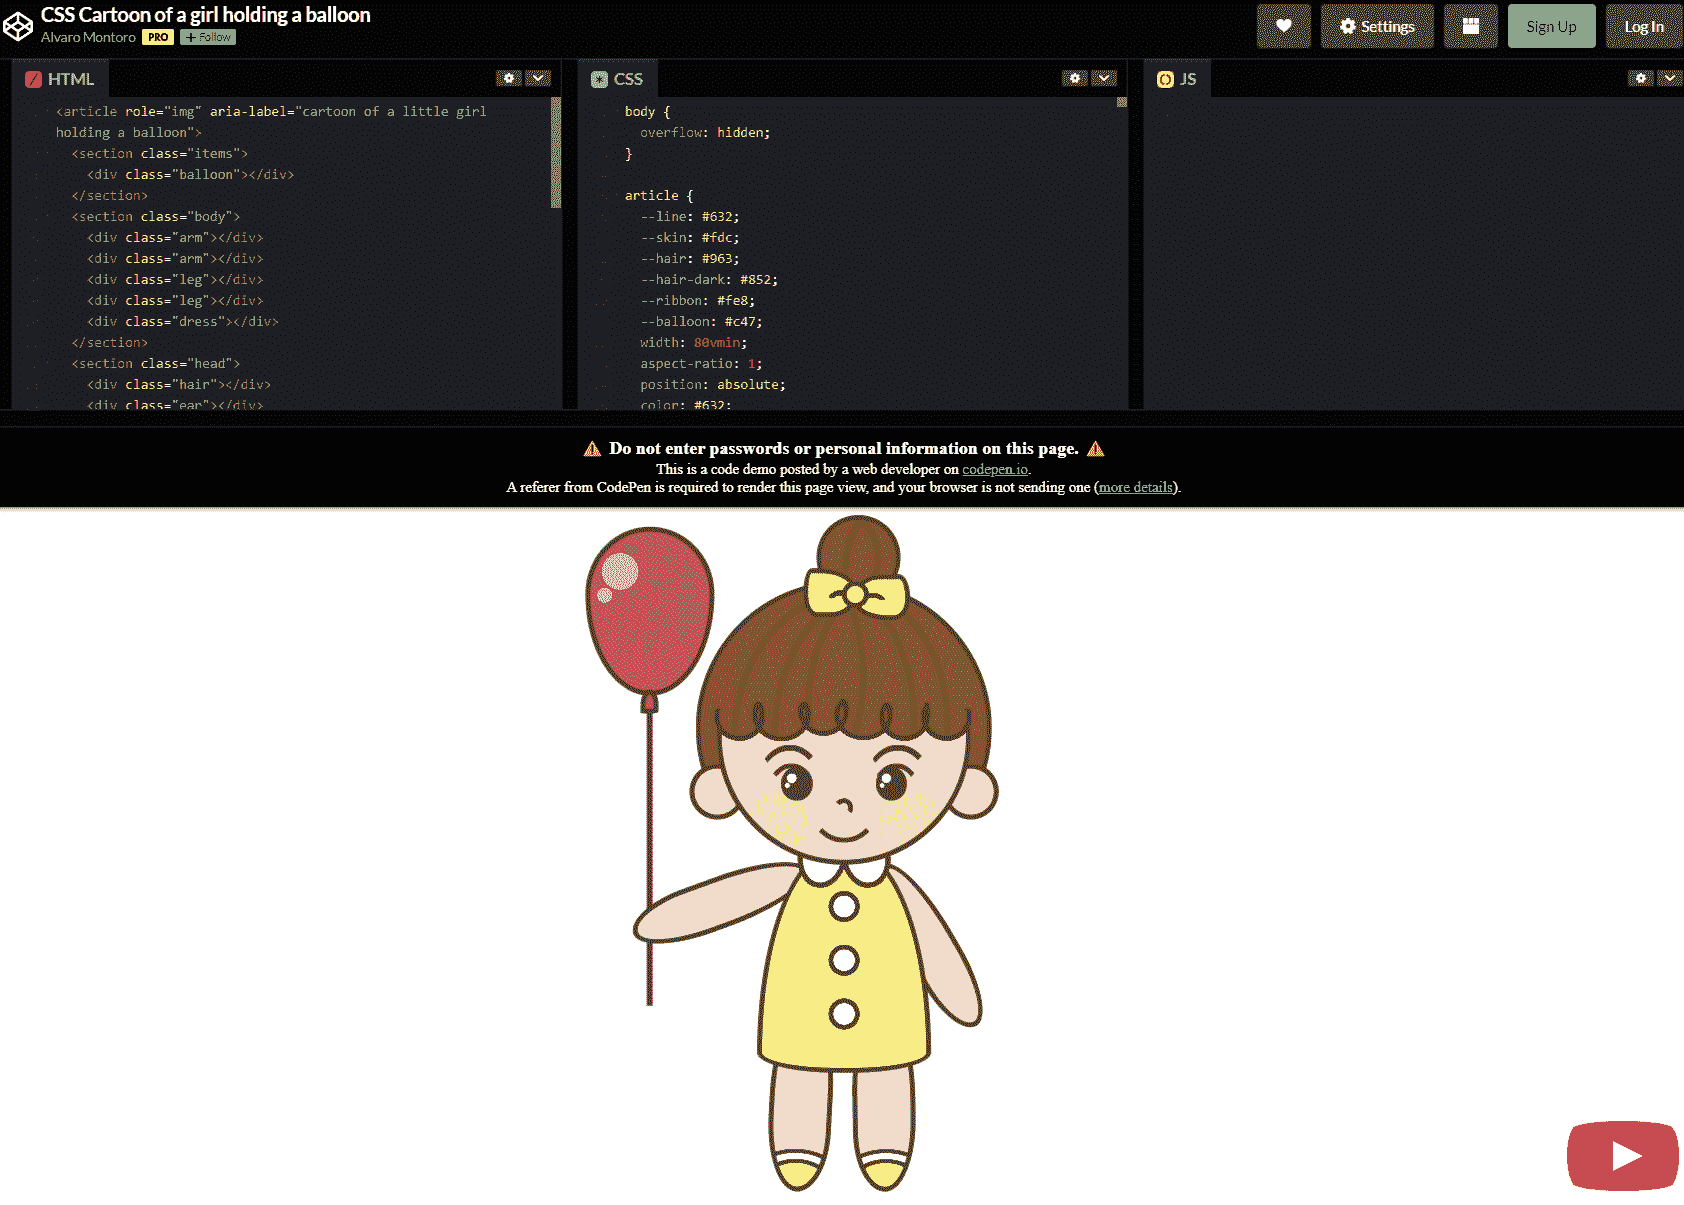 CSS Cartoon of a girl holding a balloon
Alvaro Montoro PRO + Follow
Settings
Sign Up
Log In
HTML
<article role="img" aria-label="cartoon of a little girl
holding a balloon">
<section class="items">
<div class="balloon"></div>
</section>
<section class="body">
<div class="arm"></div>
<div class="arm"></div>
<div class="leg"></div>
<div class="leg"></div>
<div class="dress"></div>
</section>
<section class="head">
<div class="hair"></div>
<div class="ear"></div>
CSS
body {
overflow: hidden;
}
article {
--line: #632;
--skin: #fdc;
--hair: #963;
--hair-dark: #852;
--ribbon: #fe8;
--balloon: #c47;
width: 80vmin;
aspect-ratio: 1;
position: absolute;
color: #632;
JS
⚠ Do not enter passwords or personal information on this page. ⚠
This is a code demo posted by a web developer on codepen.io.
A referer from CodePen is required to render this page view, and your browser is not sending one (more details).